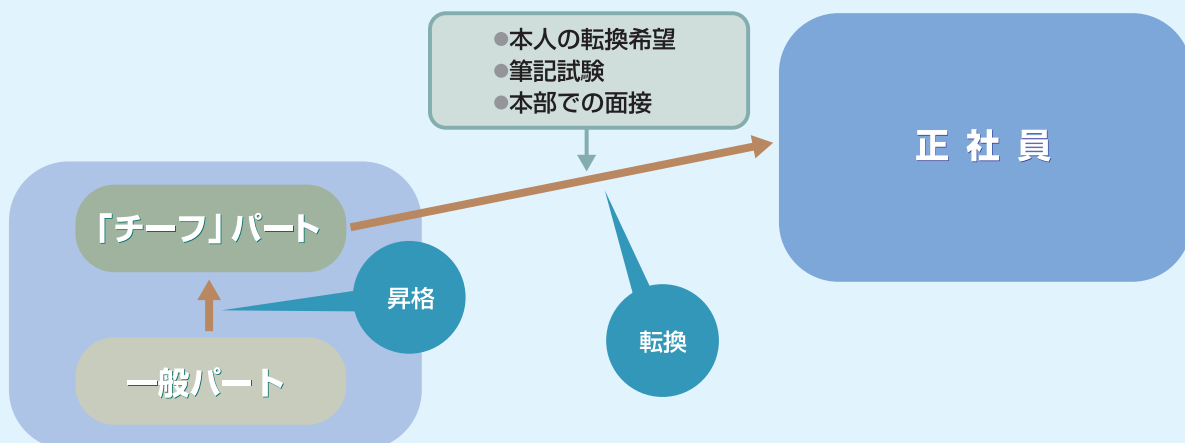 ●本人の転換希望
●筆記試験
●本部での面接
正社員
「チーフ」パート
昇格
転換
一般パート